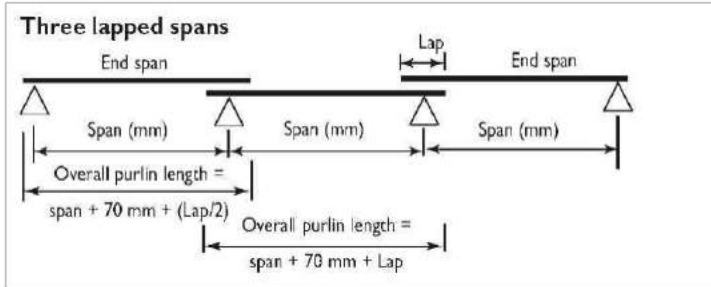 Three lapped spans
End span
Lap
End span
Span (mm)
Span (mm)
Span (mm)
Overall purlin length =
span + 70 mm + (Lap/2)
Overall purlin length =
span + 70 mm + Lap